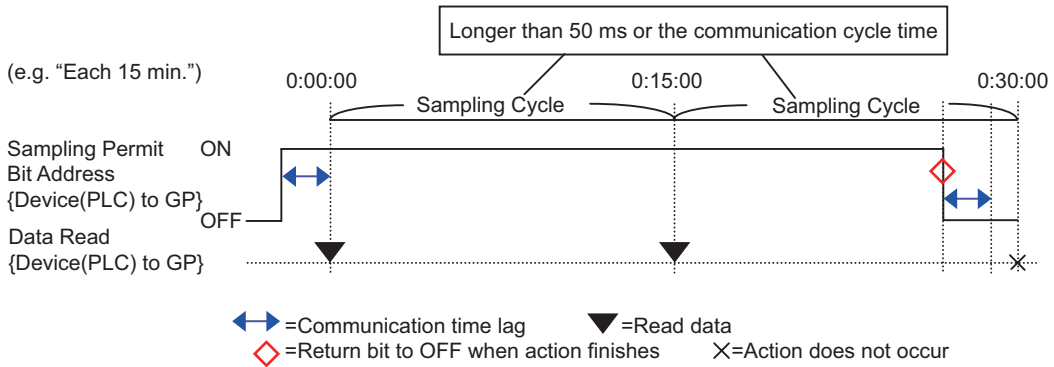 Longer than 50 ms or the communication cycle time
(e.g. “Each 15 min.”)
0:00:00
0:15:00
0:30:00
Sampling Cycle
Sampling Cycle
Sampling Permit ON
Bit Address
{Device(PLC) to GP}
OFF
Data Read
{Device(PLC) to GP}
=Communication time lag
=Read data
=Return bit to OFF when action finishes
=Action does not occur